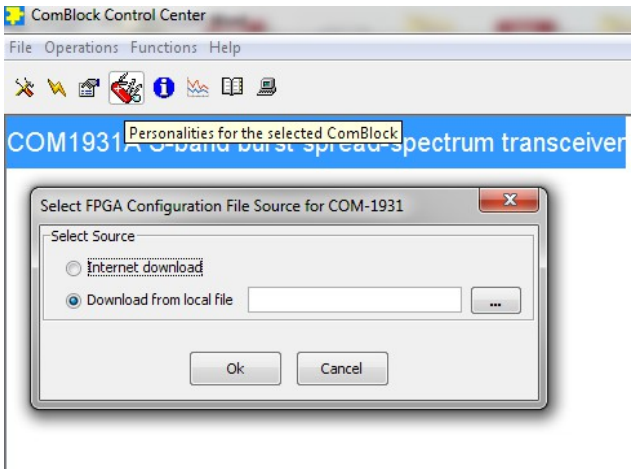 ComBlock Control Center
File Operations Functions Help
Personalities for the selected ComBlock
COM1931A S-band burst spread-spectrum transceiver
Select FPGA Configuration File Source for COM-1931
Select Source
Internet download
Download from local file ...
Ok Cancel